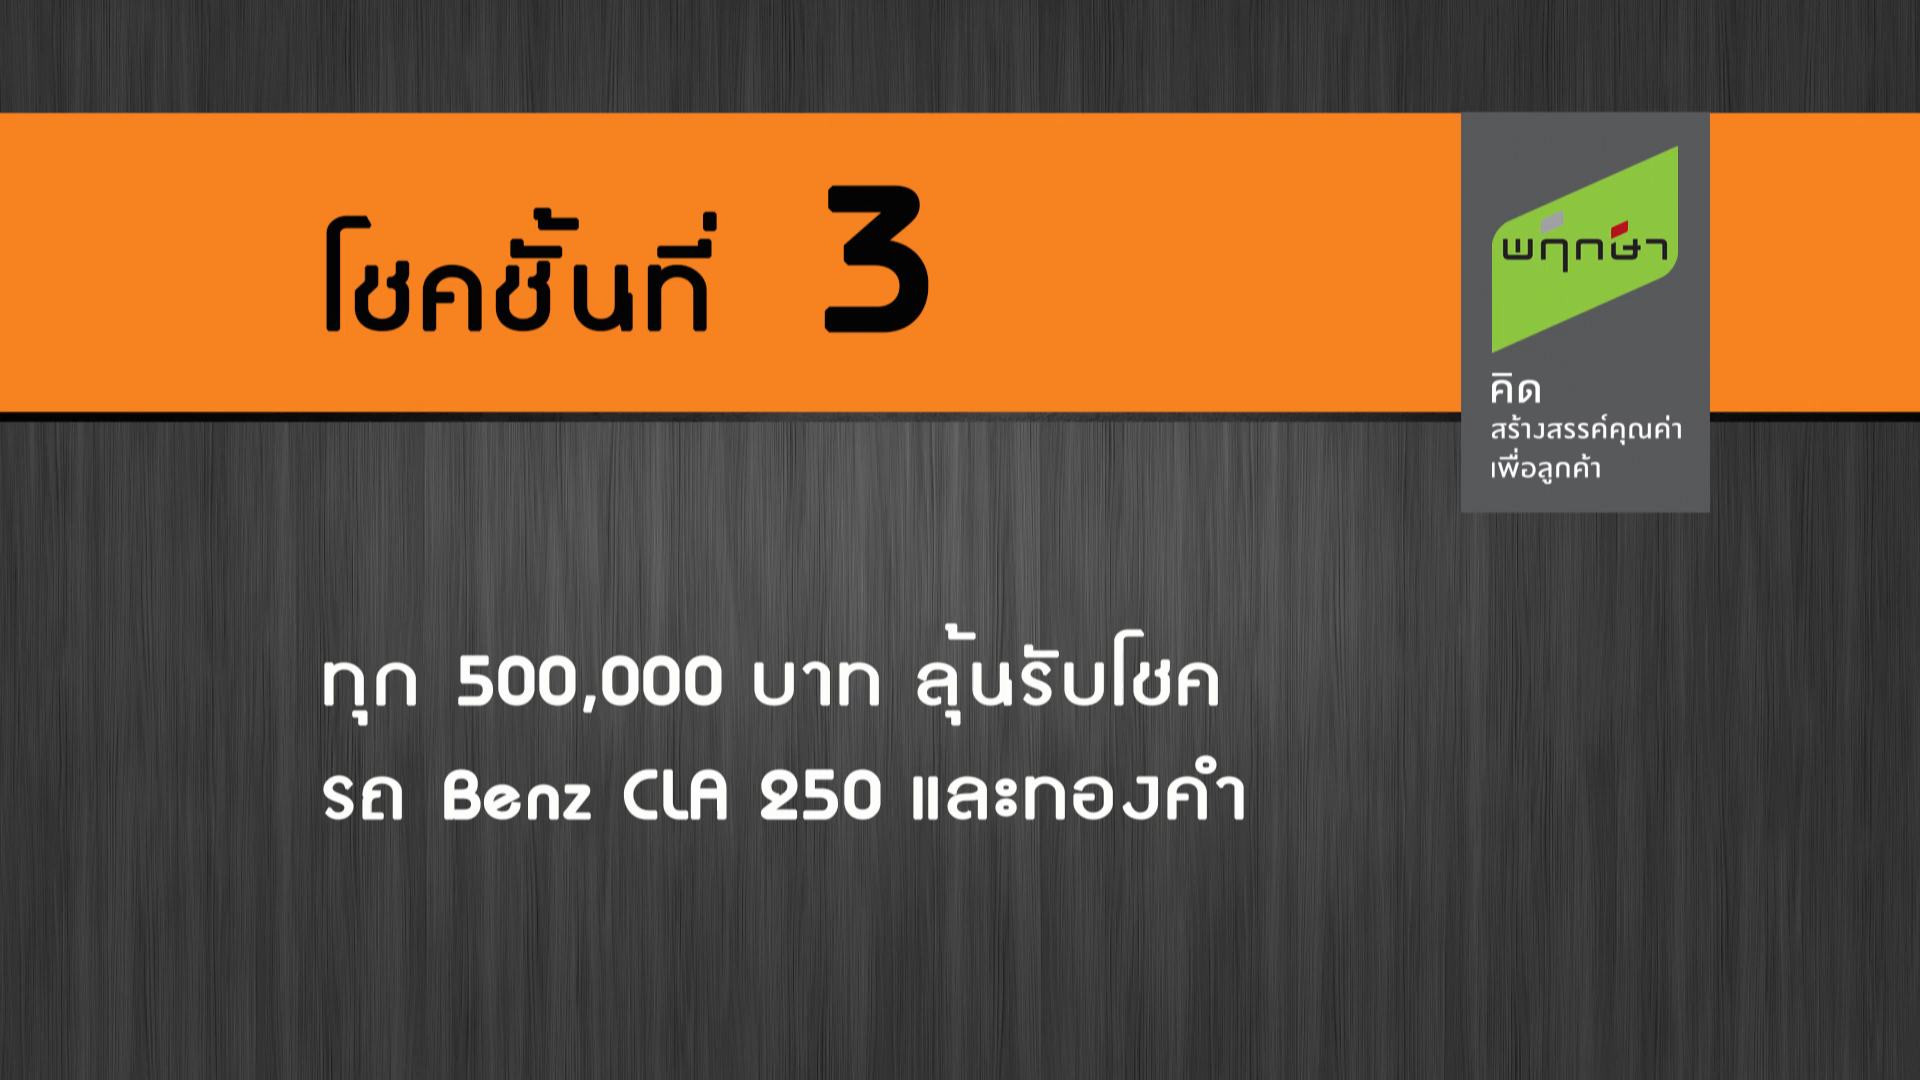 โชคชั้นที่ 3
พฤกษา
คิด
สร้างสรรค์คุณค่า
เพื่อลูกค้า
ทุก 500,000 บาท ลุ้นรับโชค
รถ Benz CLA 250 และทองคำ